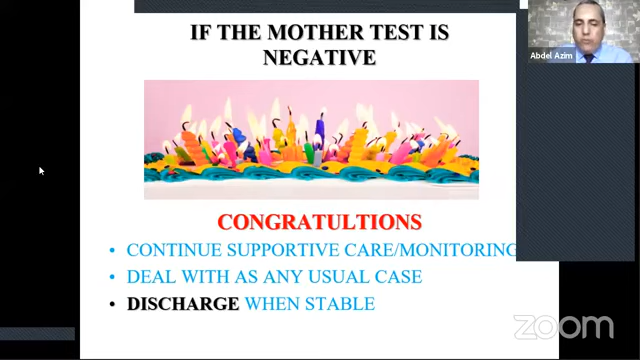 IF THE MOTHER TEST IS
NEGATIVE
Abdel Azim
CONGRATULTIONS
• CONTINUE SUPPORTIVE CARE/MONITORING
• DEAL WITH AS ANY USUAL CASE
• DISCHARGE WHEN STABLE
zoom